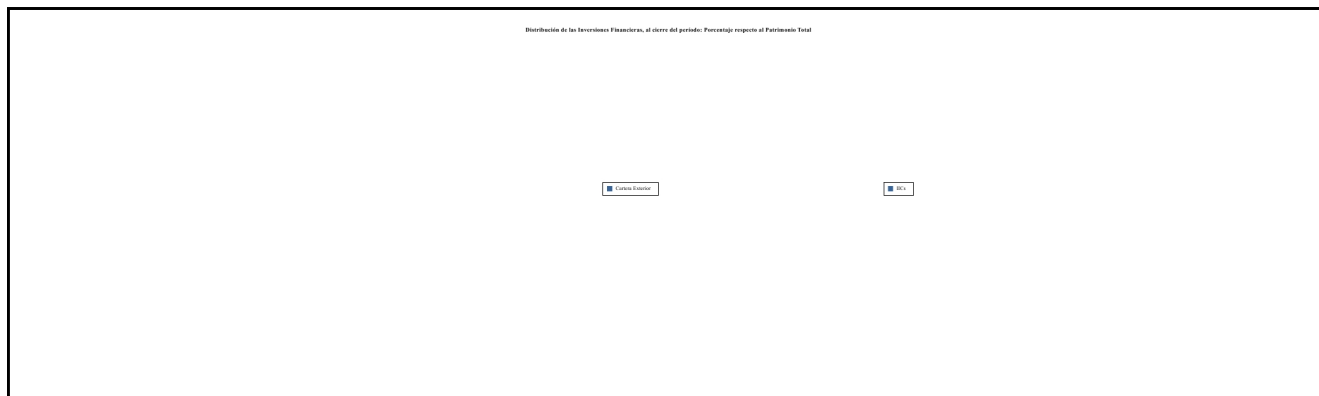 Distribución de las Inversiones Financieras, al cierre del período: Porcentaje respecto al Patrimonio Total
Cartera Exterior
IICs